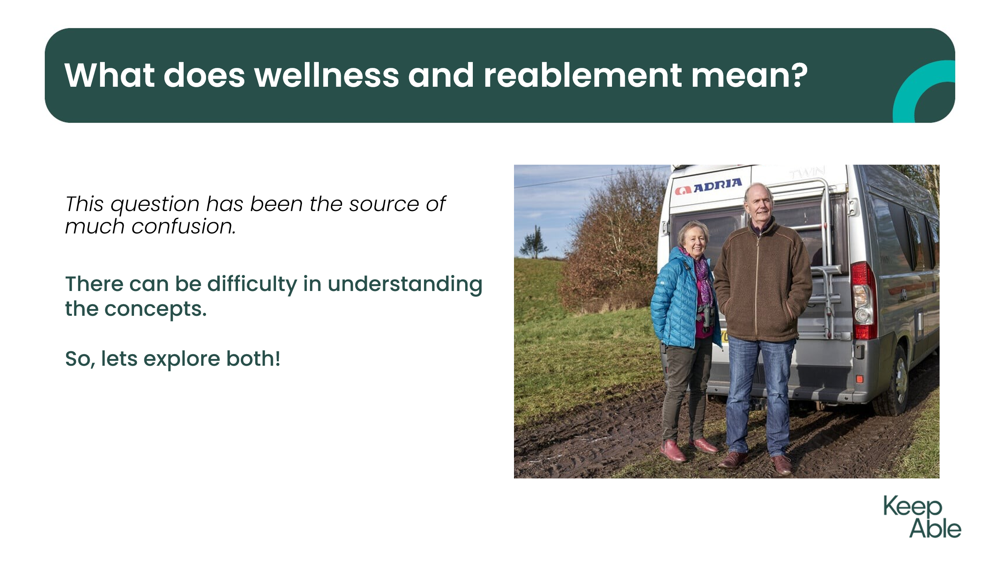 What does wellness and reablement mean?
This question has been the source of
much confusion.
There can be difficulty in understanding
the concepts.
So, lets explore both!
ADRIA
TWIN
Keep
Able